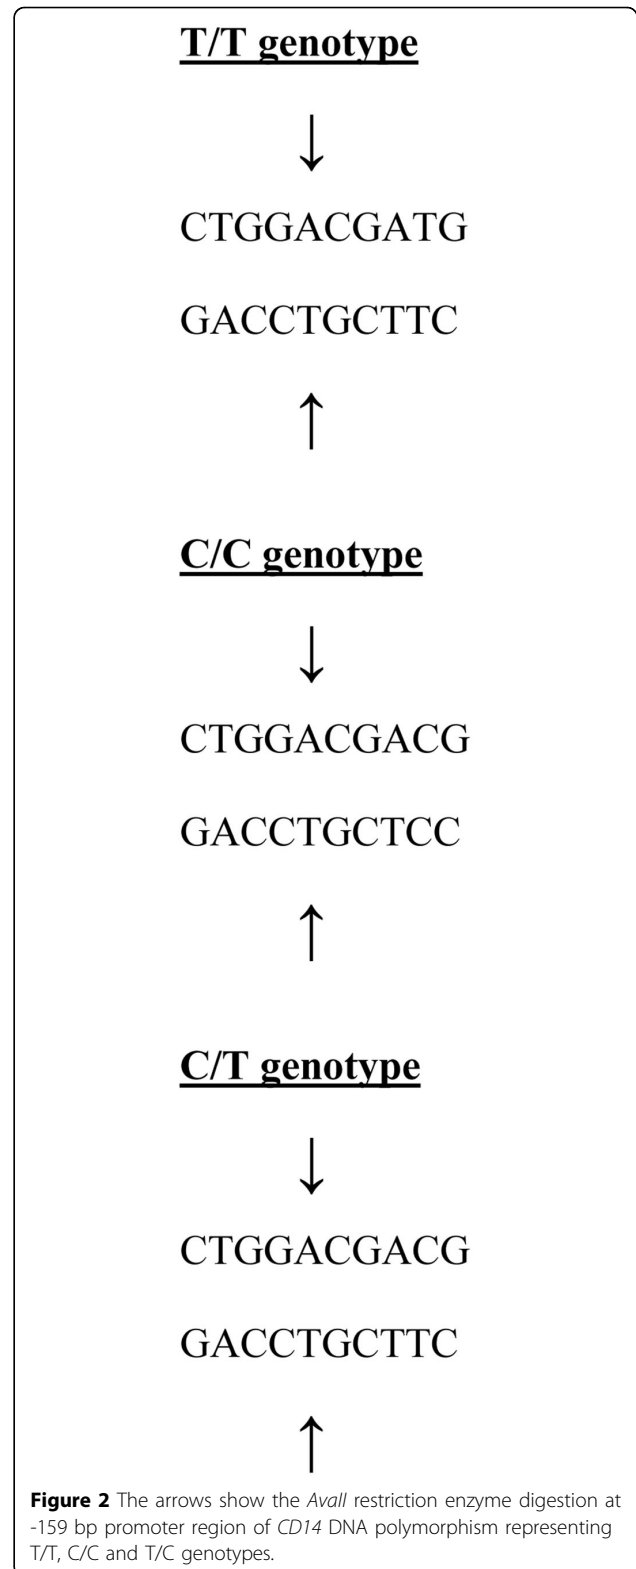 T/T genotype
↓
CTGGACGATG
GACCTGCTTC
↑
C/C genotype
↓
CTGGACGACG
GACCTGCTCC
↑
C/T genotype
↓
CTGGACGACG
GACCTGCTTC
↑
Figure 2 The arrows show the AvaII restriction enzyme digestion at
-159 bp promoter region of CD14 DNA polymorphism representing
T/T, C/C and T/C genotypes.